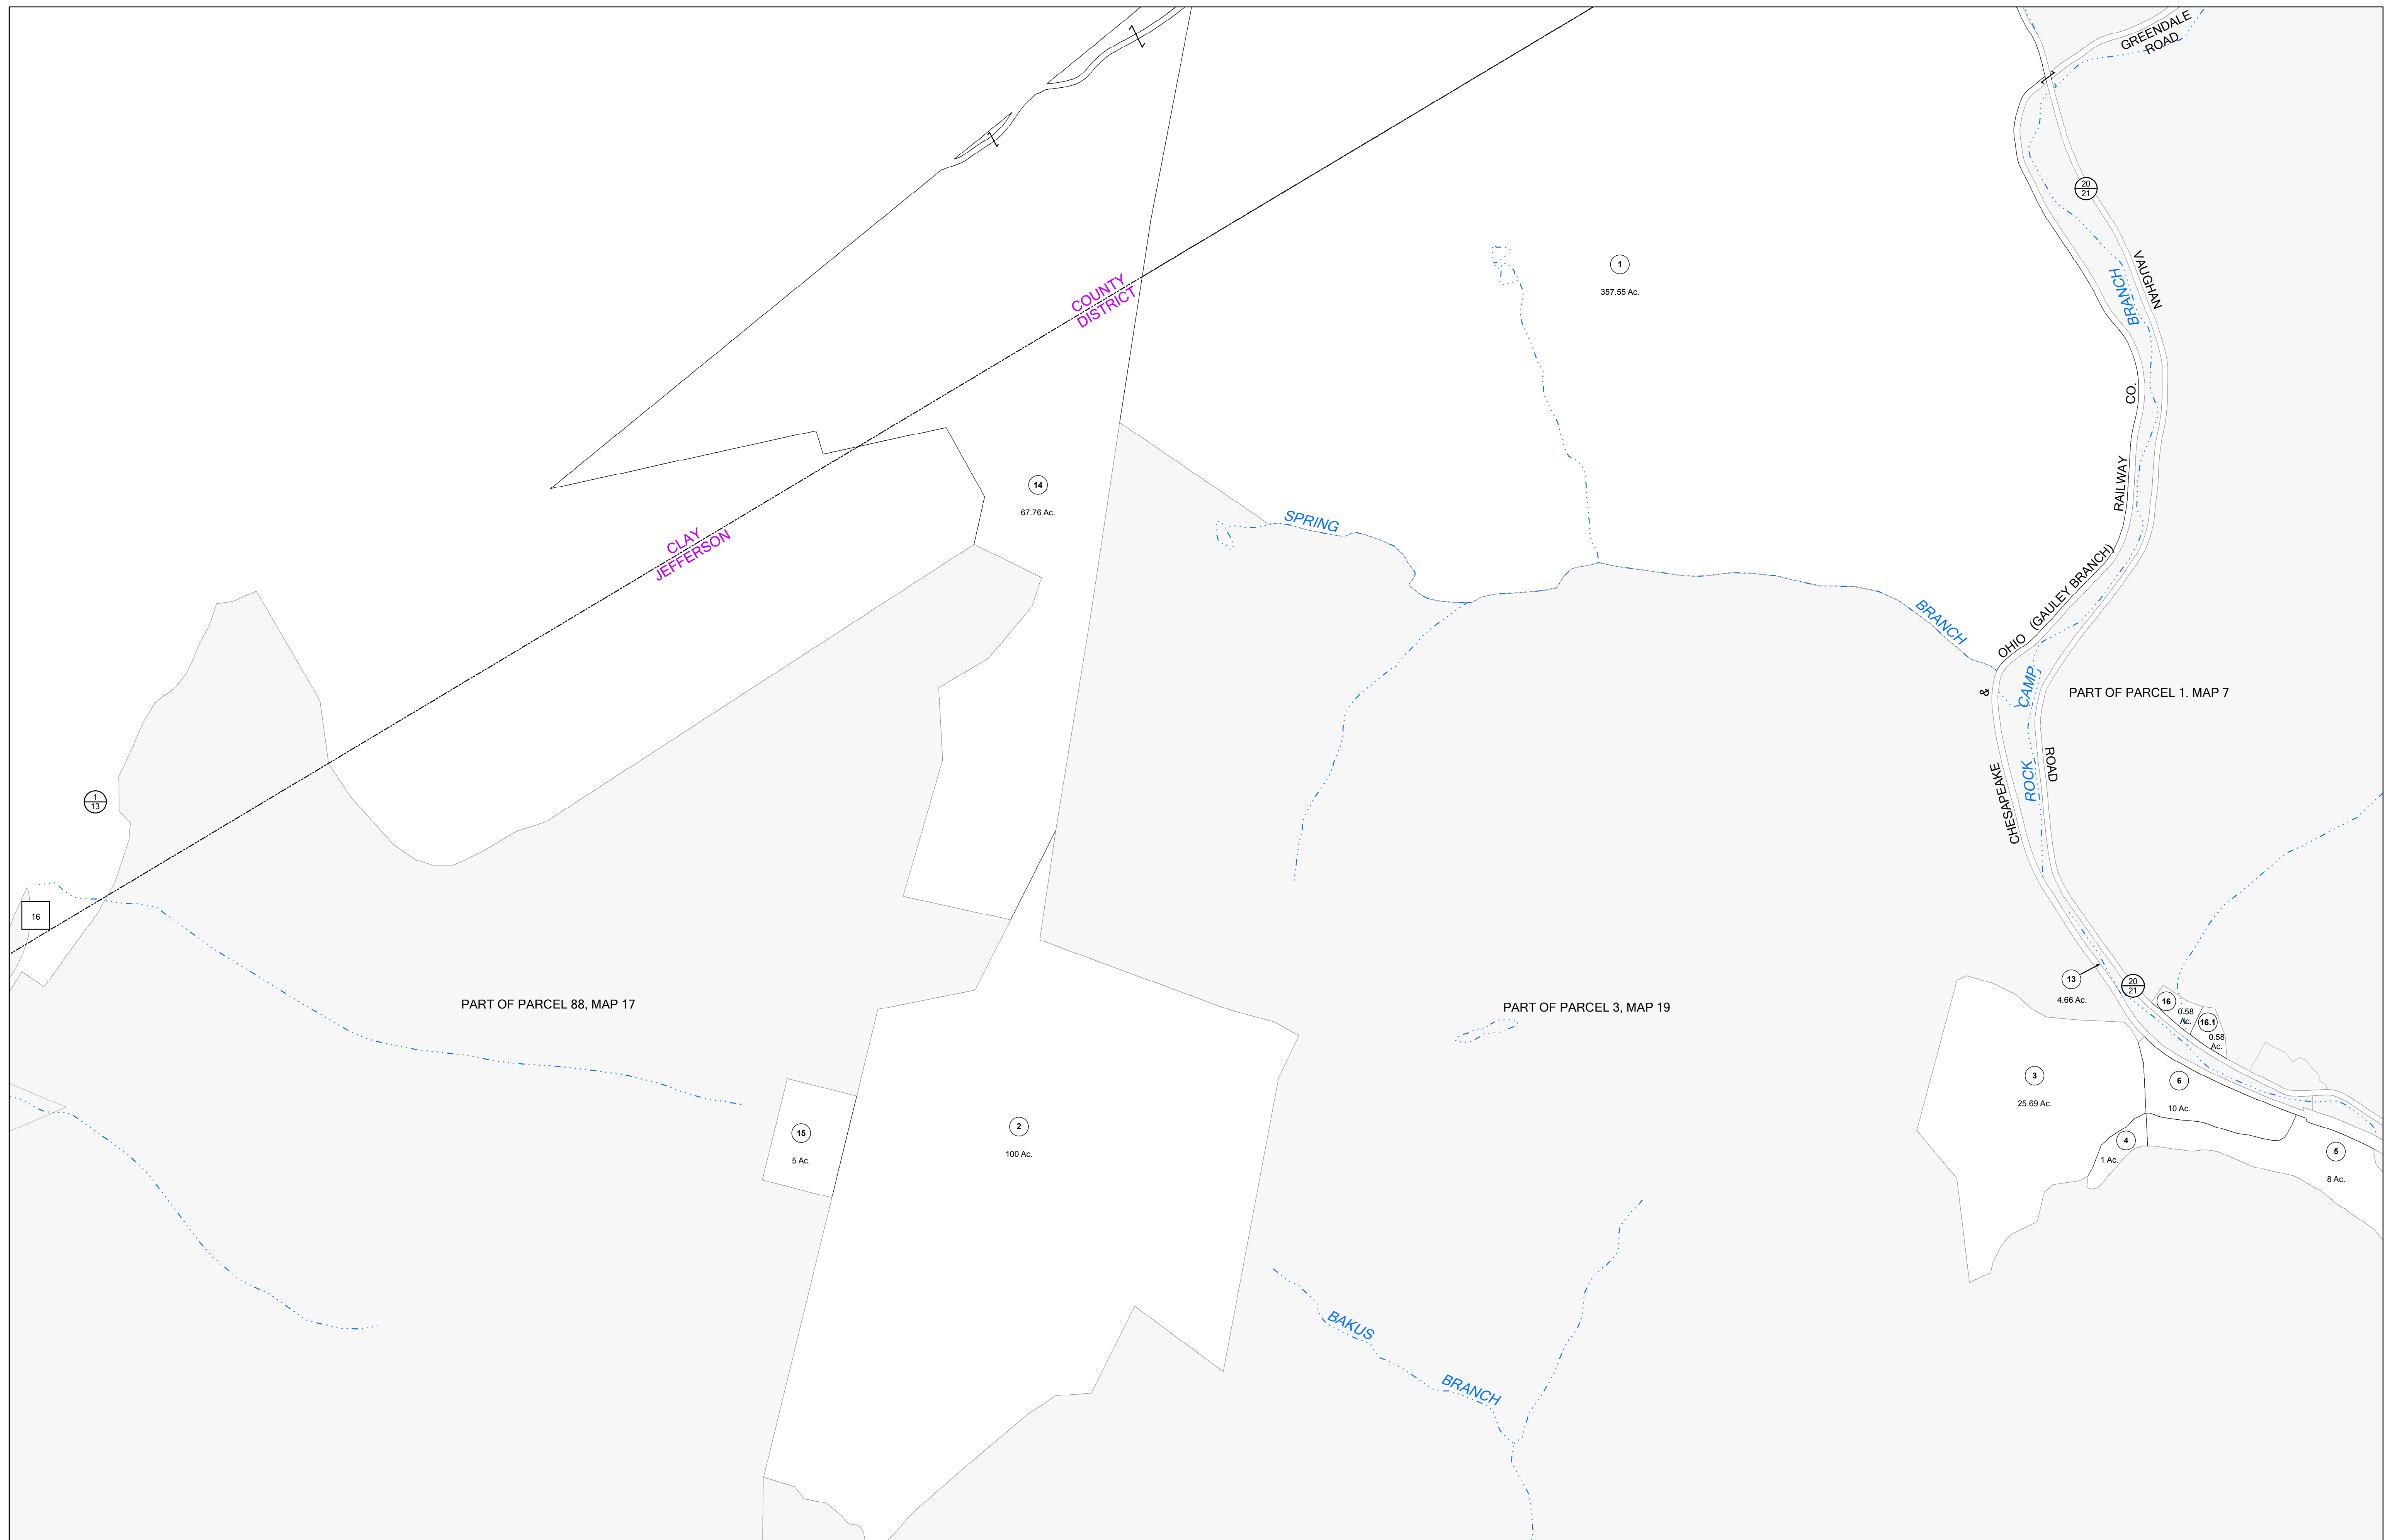 GREENDALE
ROAD
20
21
VAUGHAN
BRANCH
1
357.55 Ac.
COUNTY
DISTRICT
CO.
RAILWAY
14
67.76 Ac.
SPRING
CLAY
JEFFERSON
(GAULEY BRANCH)
BRANCH
OHIO
&
CAMP
PART OF PARCEL 1. MAP 7
ROAD
ROCK
CHESAPEAKE
1
13
16
PART OF PARCEL 88, MAP 17
PART OF PARCEL 3, MAP 19
13
4.66 Ac.
20
21
16
0.58
Ac.
16.1
0.58
Ac.
3
25.69 Ac.
6
10 Ac.
15
5 Ac.
2
100 Ac.
4
1 Ac.
5
8 Ac.
BAKUS
BRANCH